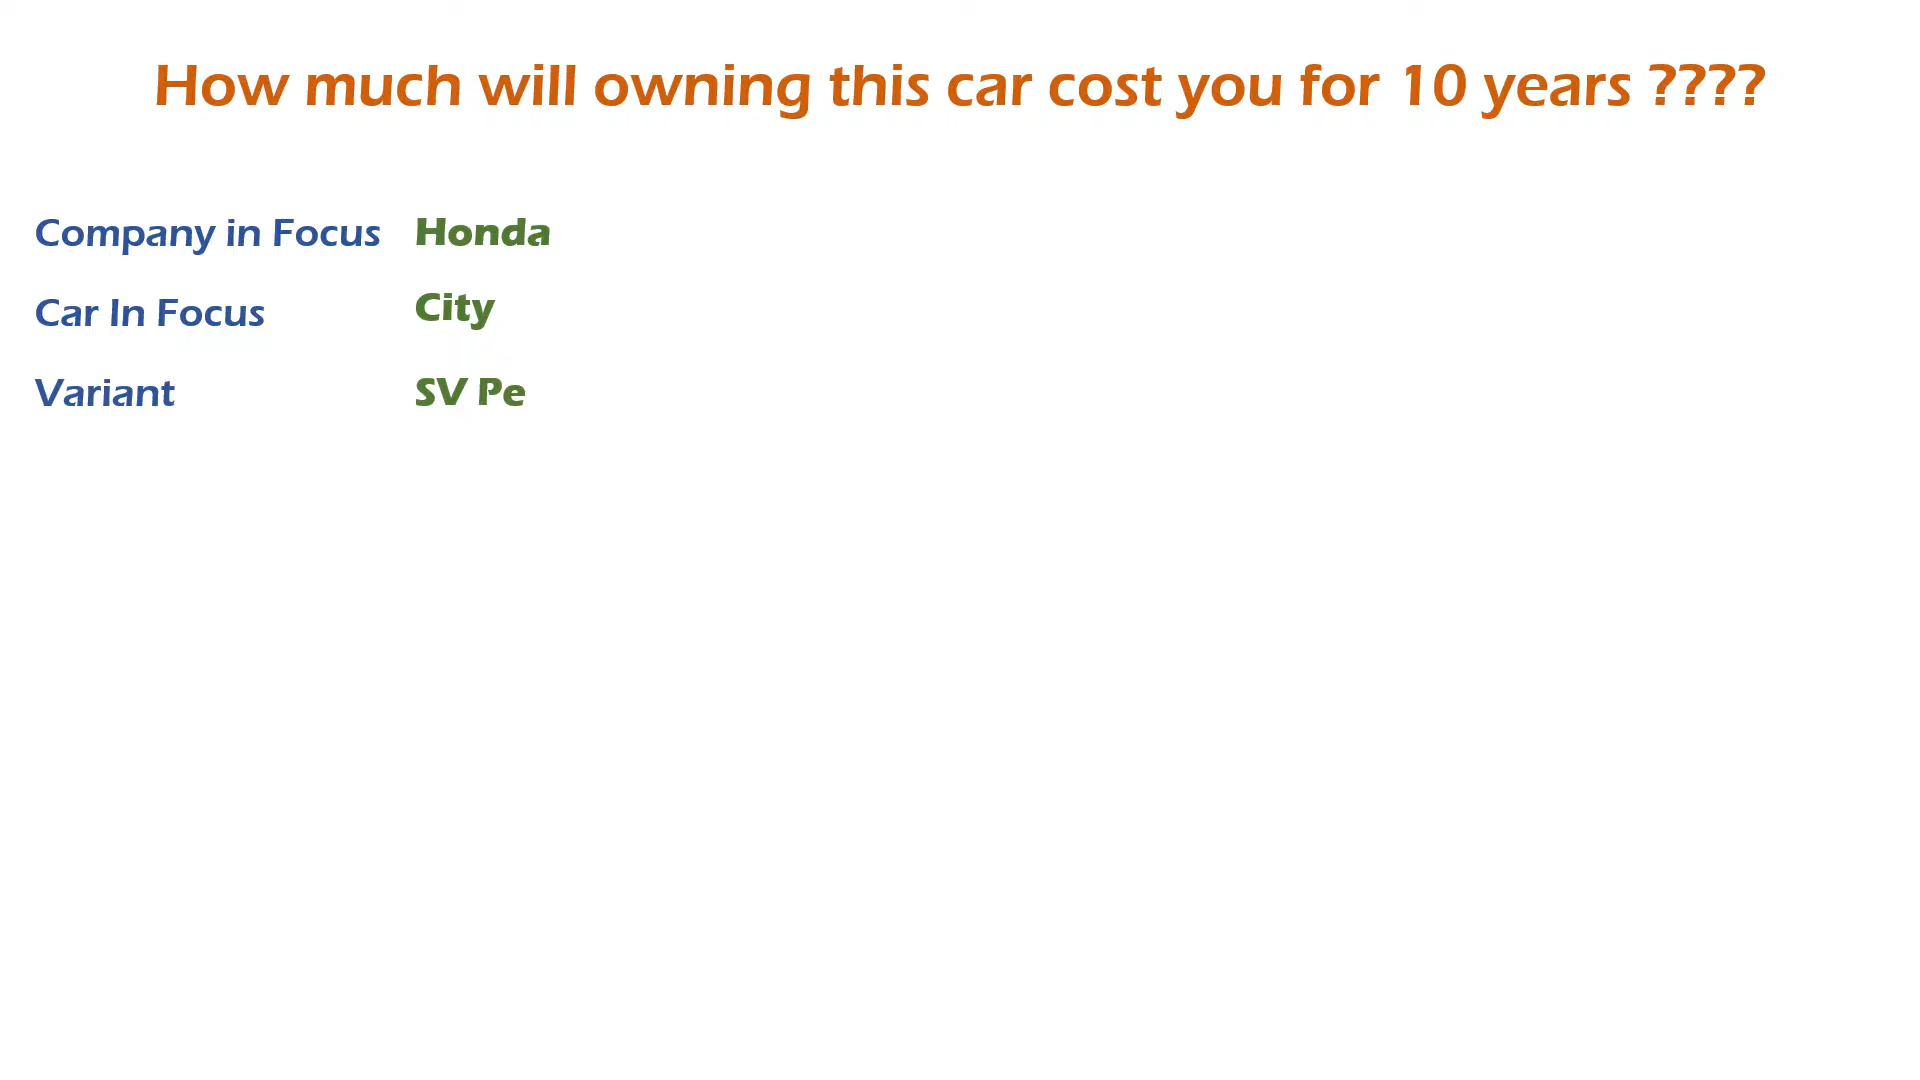 How much will owning this car cost you for 10 years ????
Company in Focus Honda
Car In Focus City
Variant SV Pe